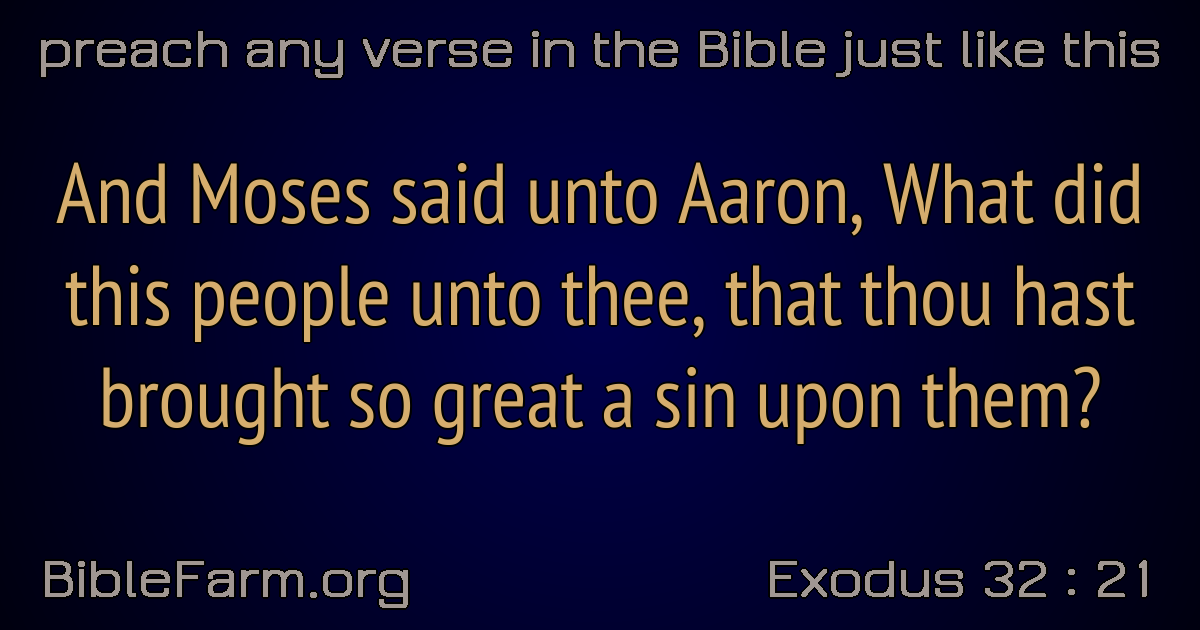 preach any verse in the Bible just like this
And Moses said unto Aaron, What did
this people unto thee, that thou hast
brought so great a sin upon them?
BibleFarm.org
Exodus 32 : 21